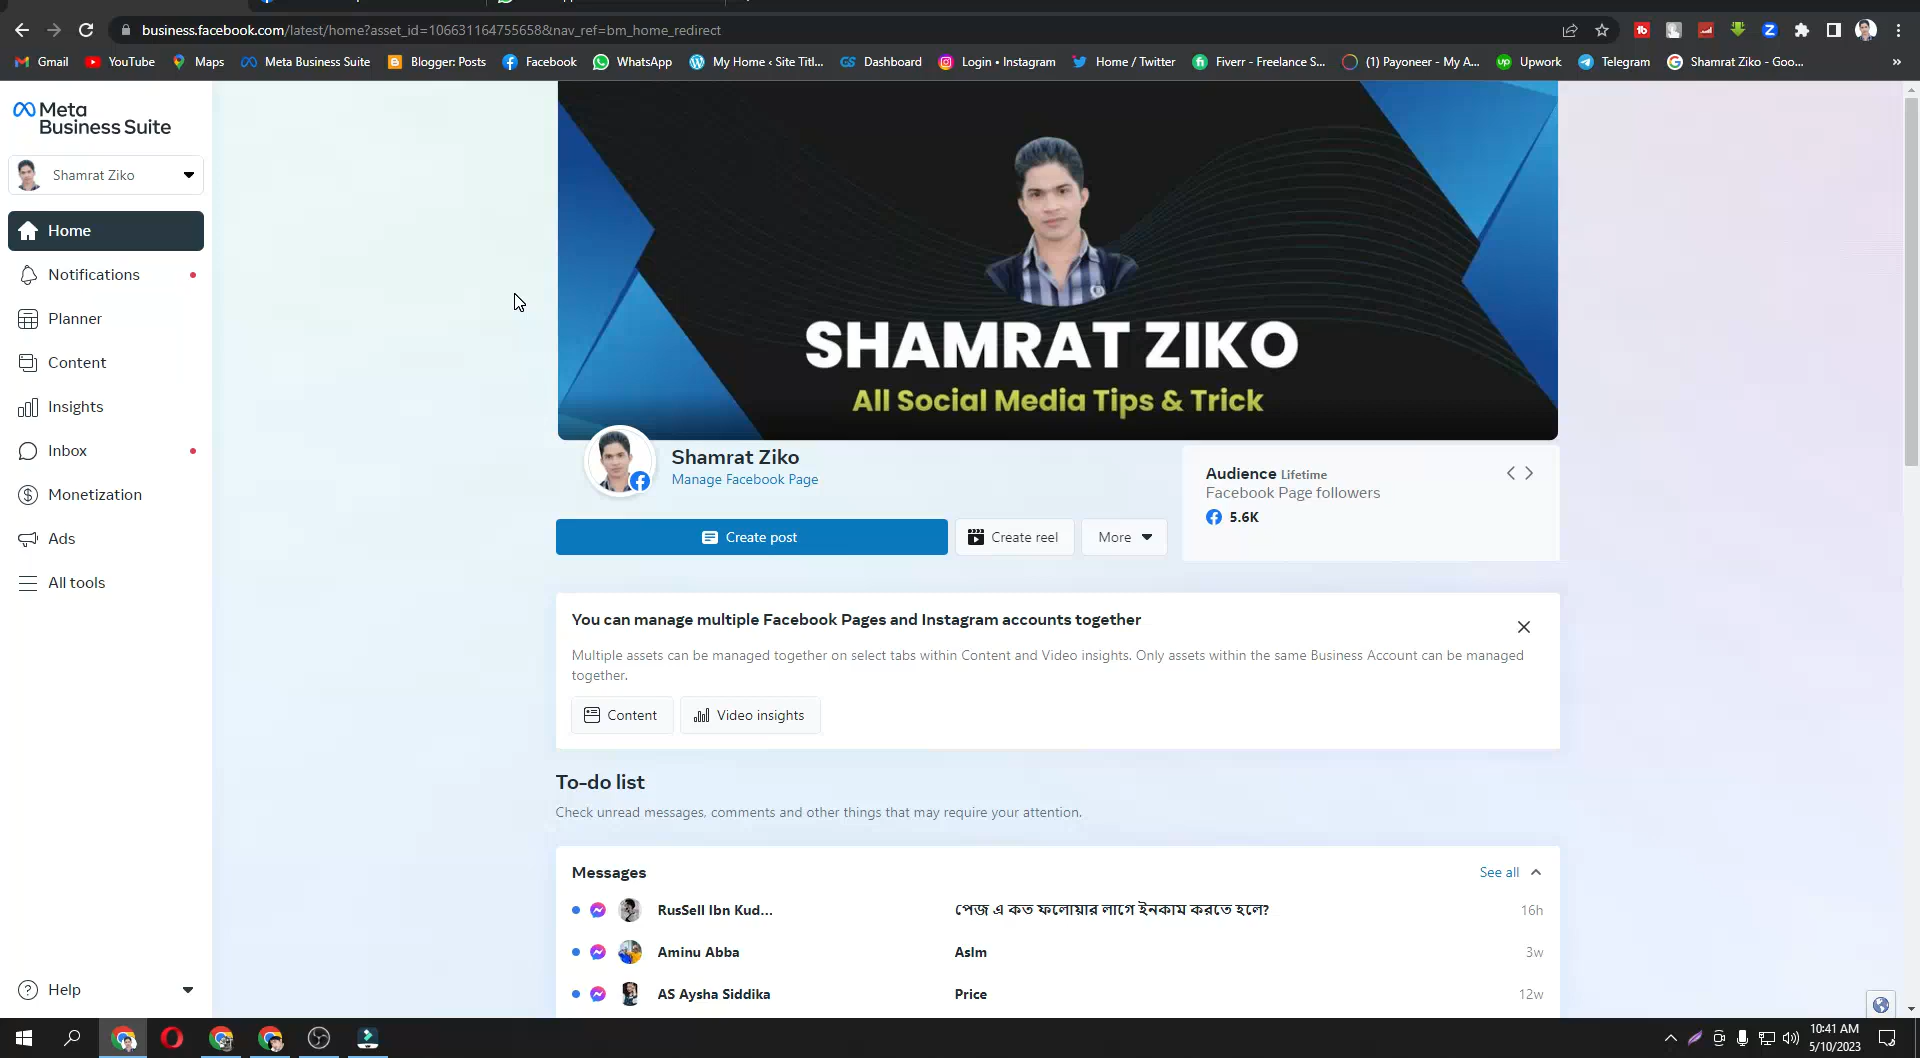 business.facebook.com/latest/home?asset_id=106631164755658&nav_ref=bm_home_redirect
Gmail YouTube Maps Meta Business Suite Blogger: Posts Facebook WhatsApp My Home ‹ Site Titl... GS Dashboard Login • Instagram Home / Twitter Fiverr - Freelance S... (1) Payoneer - My A... Upwork Telegram Shamrat Ziko - Goo... »
Meta
Business Suite
Shamrat Ziko
Home
Notifications
Planner
Content
Insights
Inbox
Monetization
Ads
All tools
Help
SHAMRAT ZIKO
All Social Media Tips & Trick
Shamrat Ziko
Manage Facebook Page
Create post
Create reel
More
Audience Lifetime
Facebook Page followers
5.6K
You can manage multiple Facebook Pages and Instagram accounts together
Multiple assets can be managed together on select tabs within Content and Video insights. Only assets within the same Business Account can be managed
together.
Content
Video insights
To-do list
Check unread messages, comments and other things that may require your attention.
Messages
See all
RusSell Ibn Kud... পেজ এ কত ফলোয়ার লাগে ইনকাম করতে হলে? 16h
Aminu Abba Aslm 3w
AS Aysha Siddika Price 12w
10:41 AM
5/10/2023